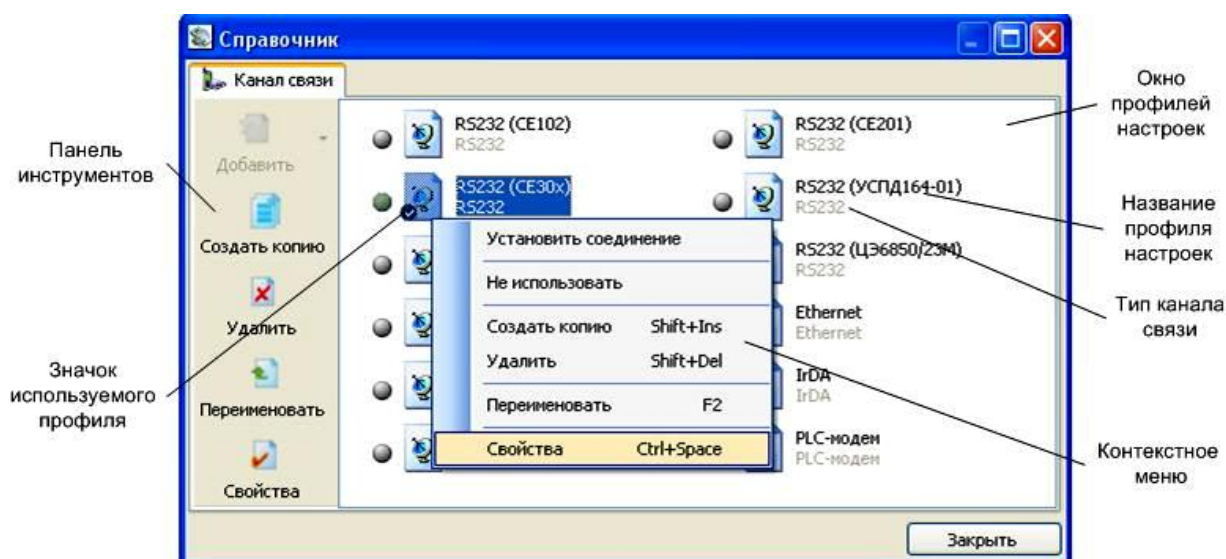 Справочник
Канал связи
Добавить
Создать копию
Удалить
Переименовать
Свойства
RS232 (CE102)
RS232
RS232 (CE201)
RS232
RS232 (CE30x)
RS232
RS232 (УСПД164-01)
RS232
RS232 (ЦЭ6850/23М)
RS232
Ethernet
Ethernet
IrDA
IrDA
PLC-модем
PLC-модем
Установить соединение
Не использовать
Создать копию Shift+Ins
Удалить Shift+Del
Переименовать F2
Свойства Ctrl+Space
Закрыть
Панель
инструментов
Значок
используемого
профиля
Окно
профилей
настроек
Название
профиля
настроек
Тип канала
связи
Контекстное
меню